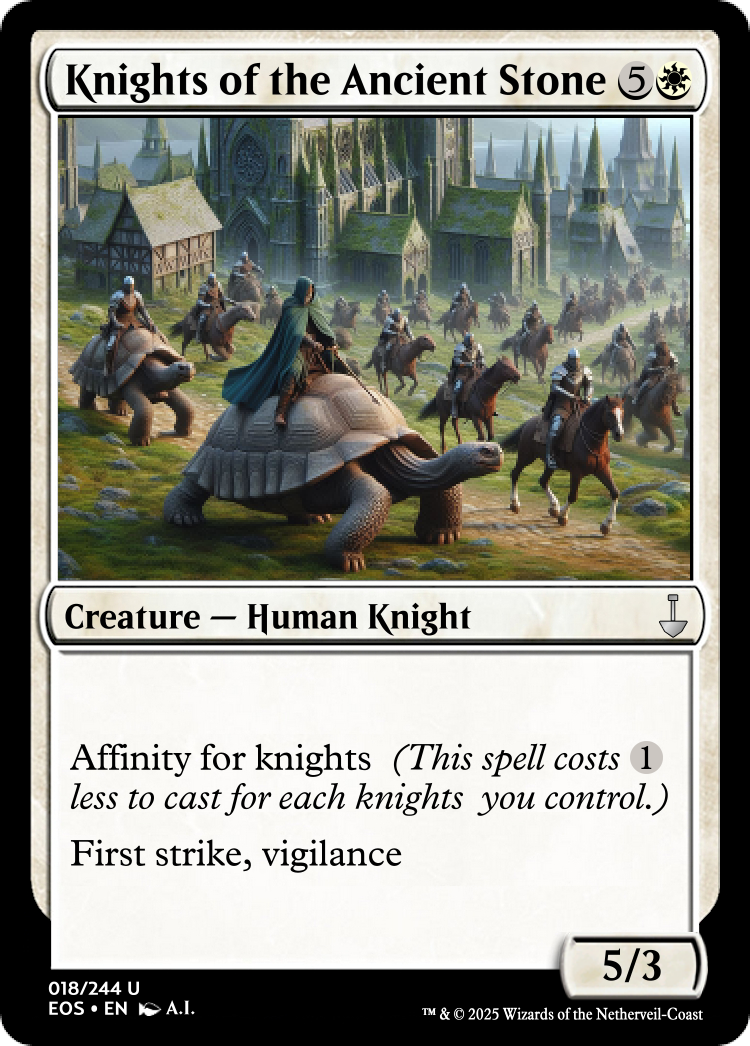 Knights of the Ancient Stone 5
Creature — Human Knight
Affinity for knights (This spell costs 1
less to cast for each knights you control.)
First strike, vigilance
5/3
018/244 U
EOS • EN A.I.
™ & © 2025 Wizards of the Netherveil-Coast